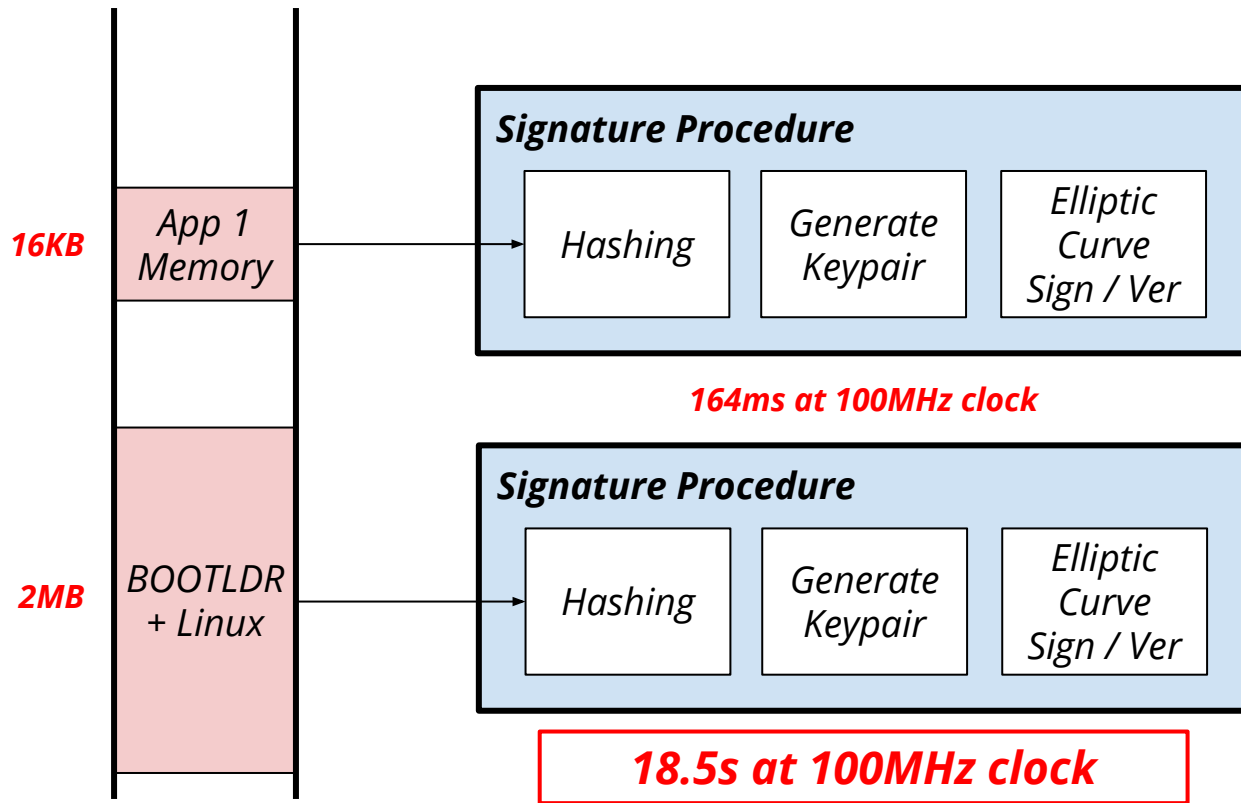 Signature Procedure
16KB
App 1
Memory
Hashing
Generate
Keypair
Elliptic
Curve
Sign / Ver
164ms at 100MHz clock
Signature Procedure
2MB
BOOTLDR
+ Linux
Hashing
Generate
Keypair
Elliptic
Curve
Sign / Ver
18.5s at 100MHz clock